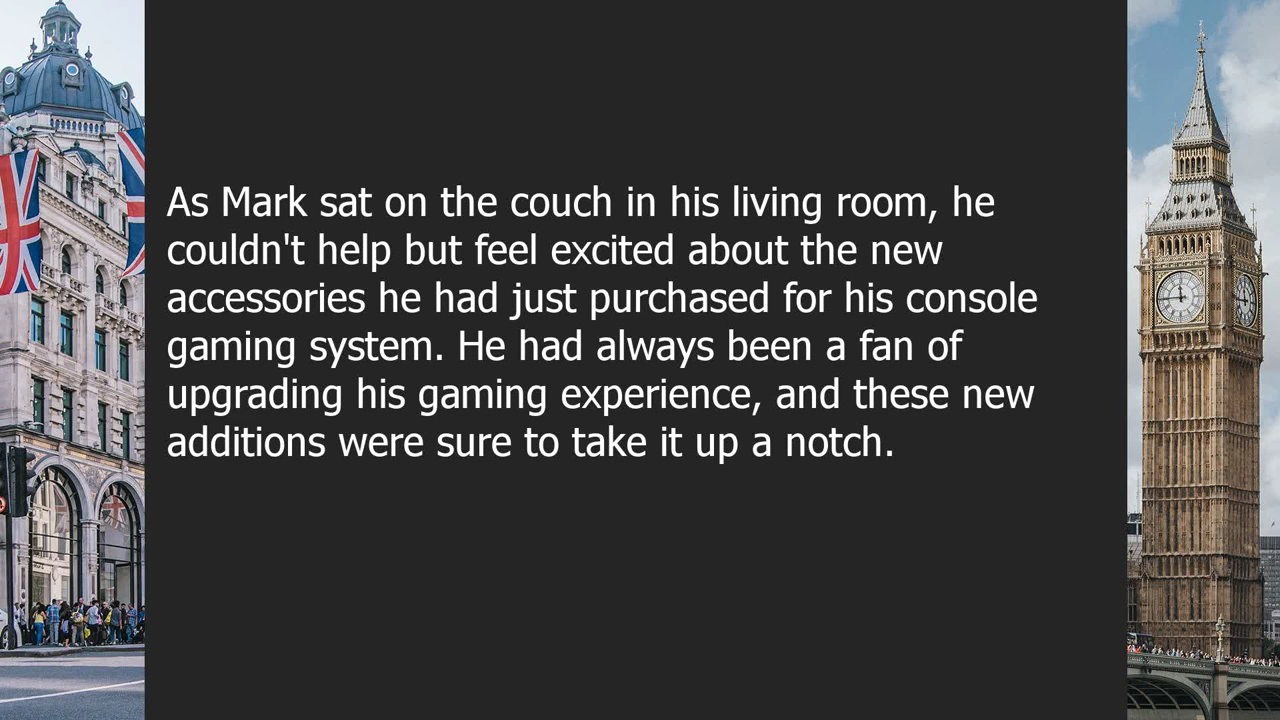 As Mark sat on the couch in his living room, he
couldn't help but feel excited about the new
accessories he had just purchased for his console
gaming system. He had always been a fan of
upgrading his gaming experience, and these new
additions were sure to take it up a notch.